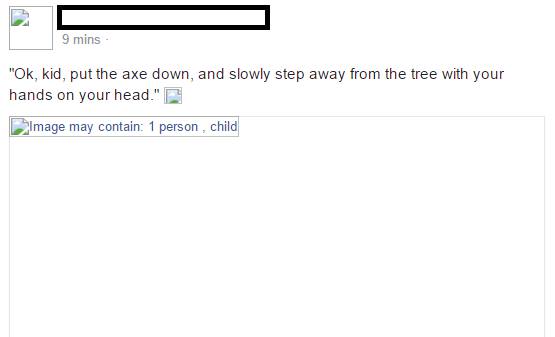 9 mins ·
"Ok, kid, put the axe down, and slowly step away from the tree with your
hands on your head."
Image may contain: 1 person , child